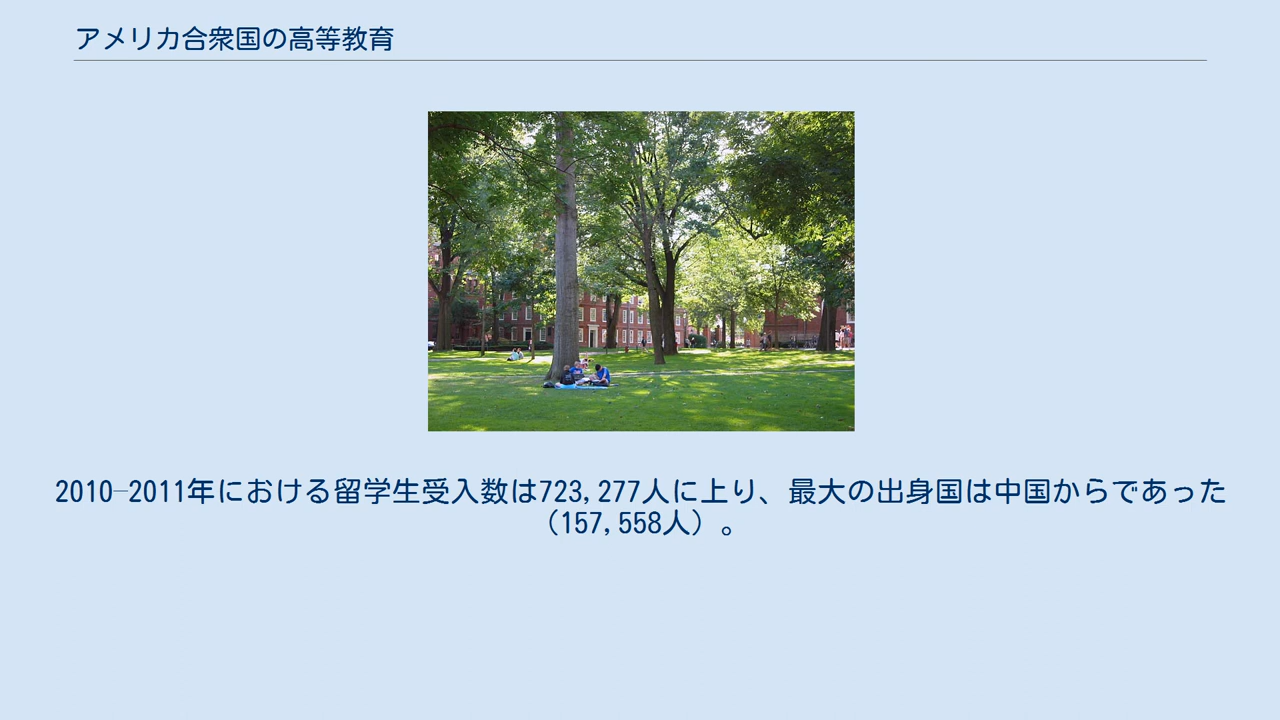 アメリカ合衆国の高等教育
2010–2011年における留学生受入数は723,277人に上り、最大の出身国は中国からであった
（157,558人）。